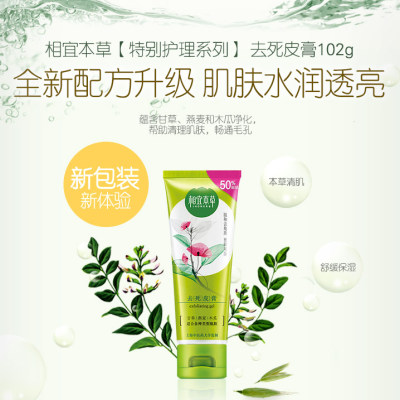 相宜本草【特别护理系列】 去死皮膏102g
全新配方升级 肌肤水润透亮
蕴含甘草、燕麦和木瓜净化,
帮助清理肌肤,畅通毛孔
新包装
新体验
50%
相宜本草
本草清肌
舒缓保湿
去死皮膏
exfoliating gel